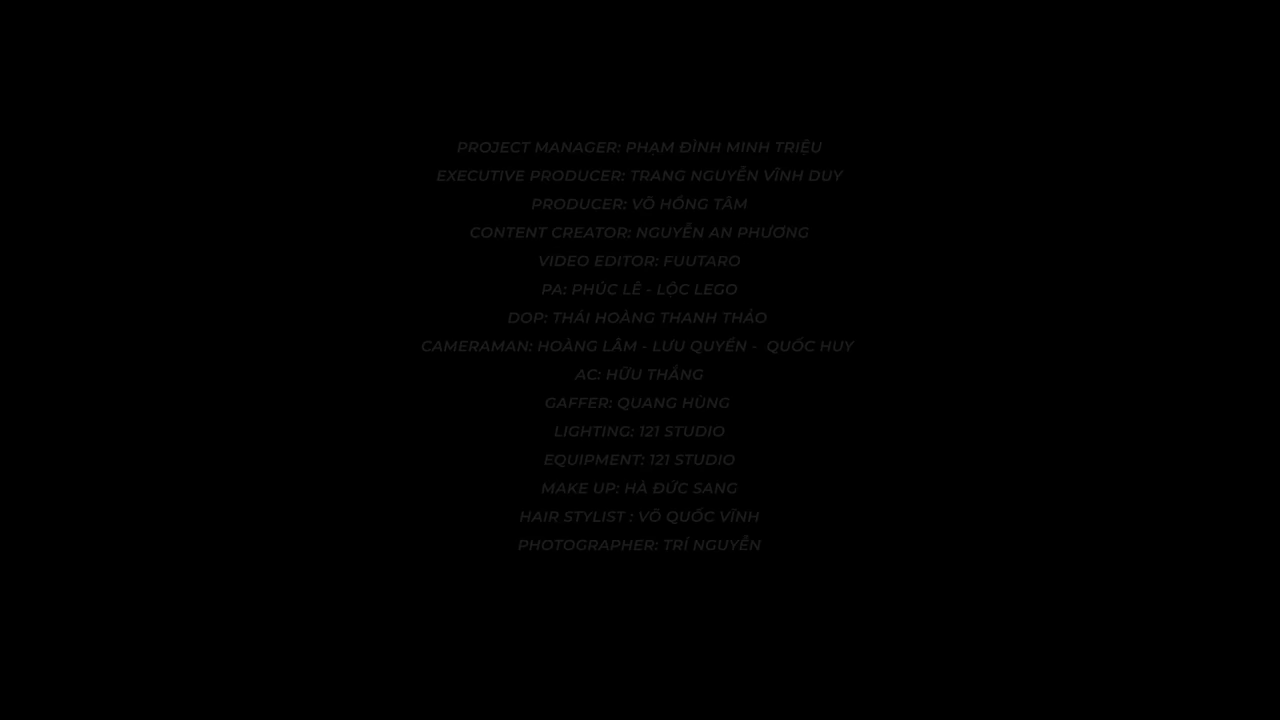 PROJECT MANAGER: PHẠM ĐÌNH MINH TRIỆU
EXECUTIVE PRODUCER: TRANG NGUYỄN VĨNH DUY
PRODUCER: VÕ HỒNG TÂM
CONTENT CREATOR: NGUYỄN AN PHƯƠNG
VIDEO EDITOR: FUUTARO
PA: PHÚC LÊ - LỘC LEGO
DOP: THÁI HOÀNG THANH THẢO
CAMERAMAN: HOÀNG LÂM - LƯU QUYỀN - QUỐC HUY
AC: HỮU THẮNG
GAFFER: QUANG HÙNG
LIGHTING: 121 STUDIO
EQUIPMENT: 121 STUDIO
MAKE UP: HÀ ĐỨC SANG
HAIR STYLIST : VÕ QUỐC VĨNH
PHOTOGRAPHER: TRÍ NGUYỄN